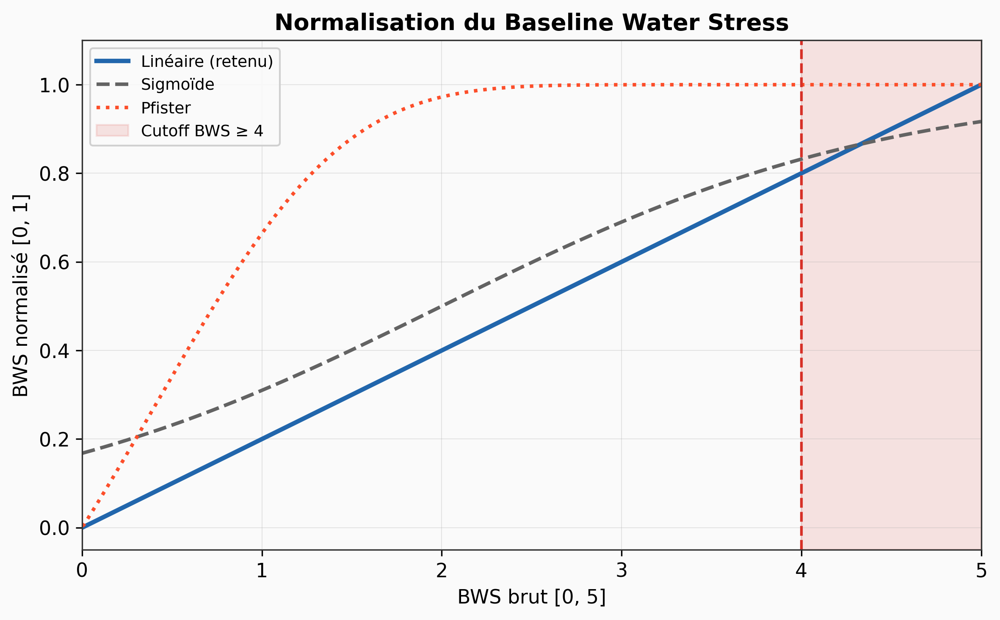 Normalisation du Baseline Water Stress
Linéaire (retenu)
Sigmoïde
Pfister
Cutoff BWS ≥ 4
BWS normalisé [0, 1]
1.0
0.8
0.6
0.4
0.2
0.0
0 1 2 3 4 5
BWS brut [0, 5]